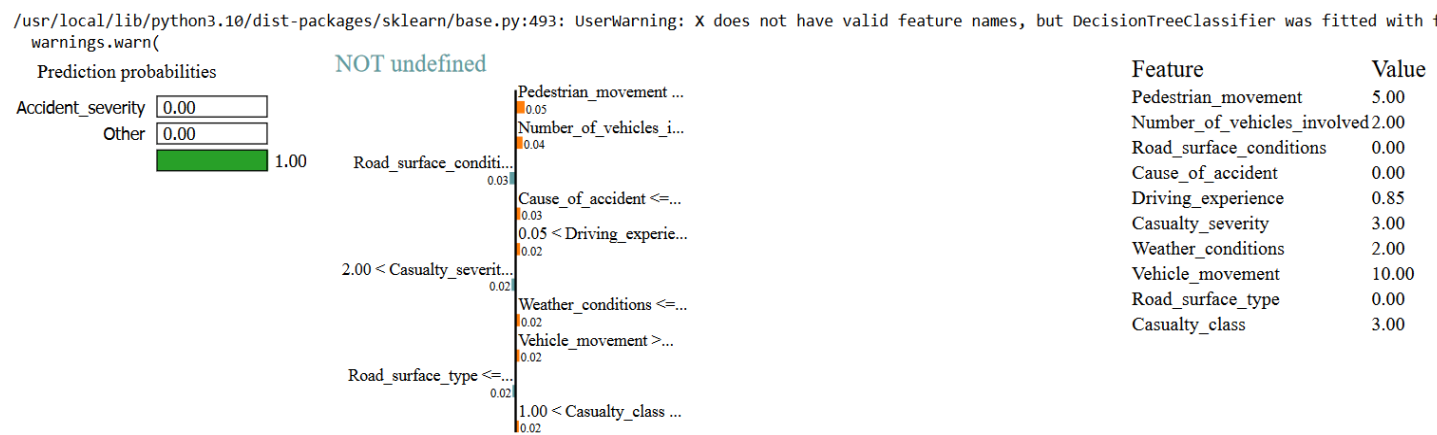 /usr/local/lib/python3.10/dist-packages/sklearn/base.py:493: UserWarning: X does not have valid feature names, but DecisionTreeClassifier was fitted with
warnings.warn(
Prediction probabilities
Accident_severity 0.00
Other 0.00
1.00
NOT undefined
Pedestrian_movement ...
0.05
Number_of_vehicles_i...
0.04
Road_surface_conditi...
0.03
Cause_of_accident <=...
0.03
0.05 < Driving_experie...
0.02
2.00 < Casualty_severit...
0.02
Weather_conditions <=...
0.02
Vehicle_movement >...
0.02
Road_surface_type <=...
0.02
1.00 < Casualty_class ...
0.02
Feature Value
Pedestrian_movement 5.00
Number_of_vehicles_involved 2.00
Road_surface_conditions 0.00
Cause_of_accident 0.00
Driving_experience 0.85
Casualty_severity 3.00
Weather_conditions 2.00
Vehicle_movement 10.00
Road_surface_type 0.00
Casualty_class 3.00